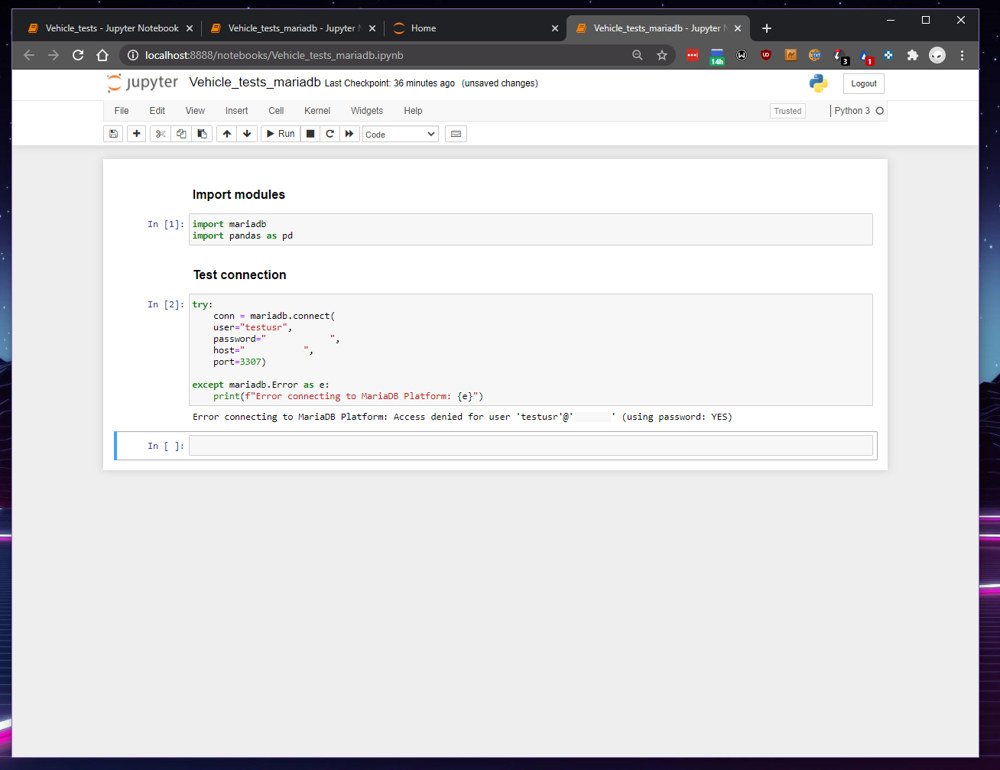 Vehicle_tests - Jupyter Notebook
Vehicle_tests_mariadb - Jupyter N
Home
Vehicle_tests_mariadb - Jupyter N
localhost:8888/notebooks/Vehicle_tests_mariadb.ipynb
14h
3
1
jupyter Vehicle_tests_mariadb Last Checkpoint: 36 minutes ago (unsaved changes)
Logout
File Edit View Insert Cell Kernel Widgets Help
Trusted
Python 3
Run
Code
Import modules
In [1]: import mariadb
import pandas as pd
Test connection
In [2]: try:
conn = mariadb.connect(
user="testusr",
password=" ",
host=" ",
port=3307)
except mariadb.Error as e:
print(f"Error connecting to MariaDB Platform: {e}")
Error connecting to MariaDB Platform: Access denied for user 'testusr'@' ' (using password: YES)
In [ ]: